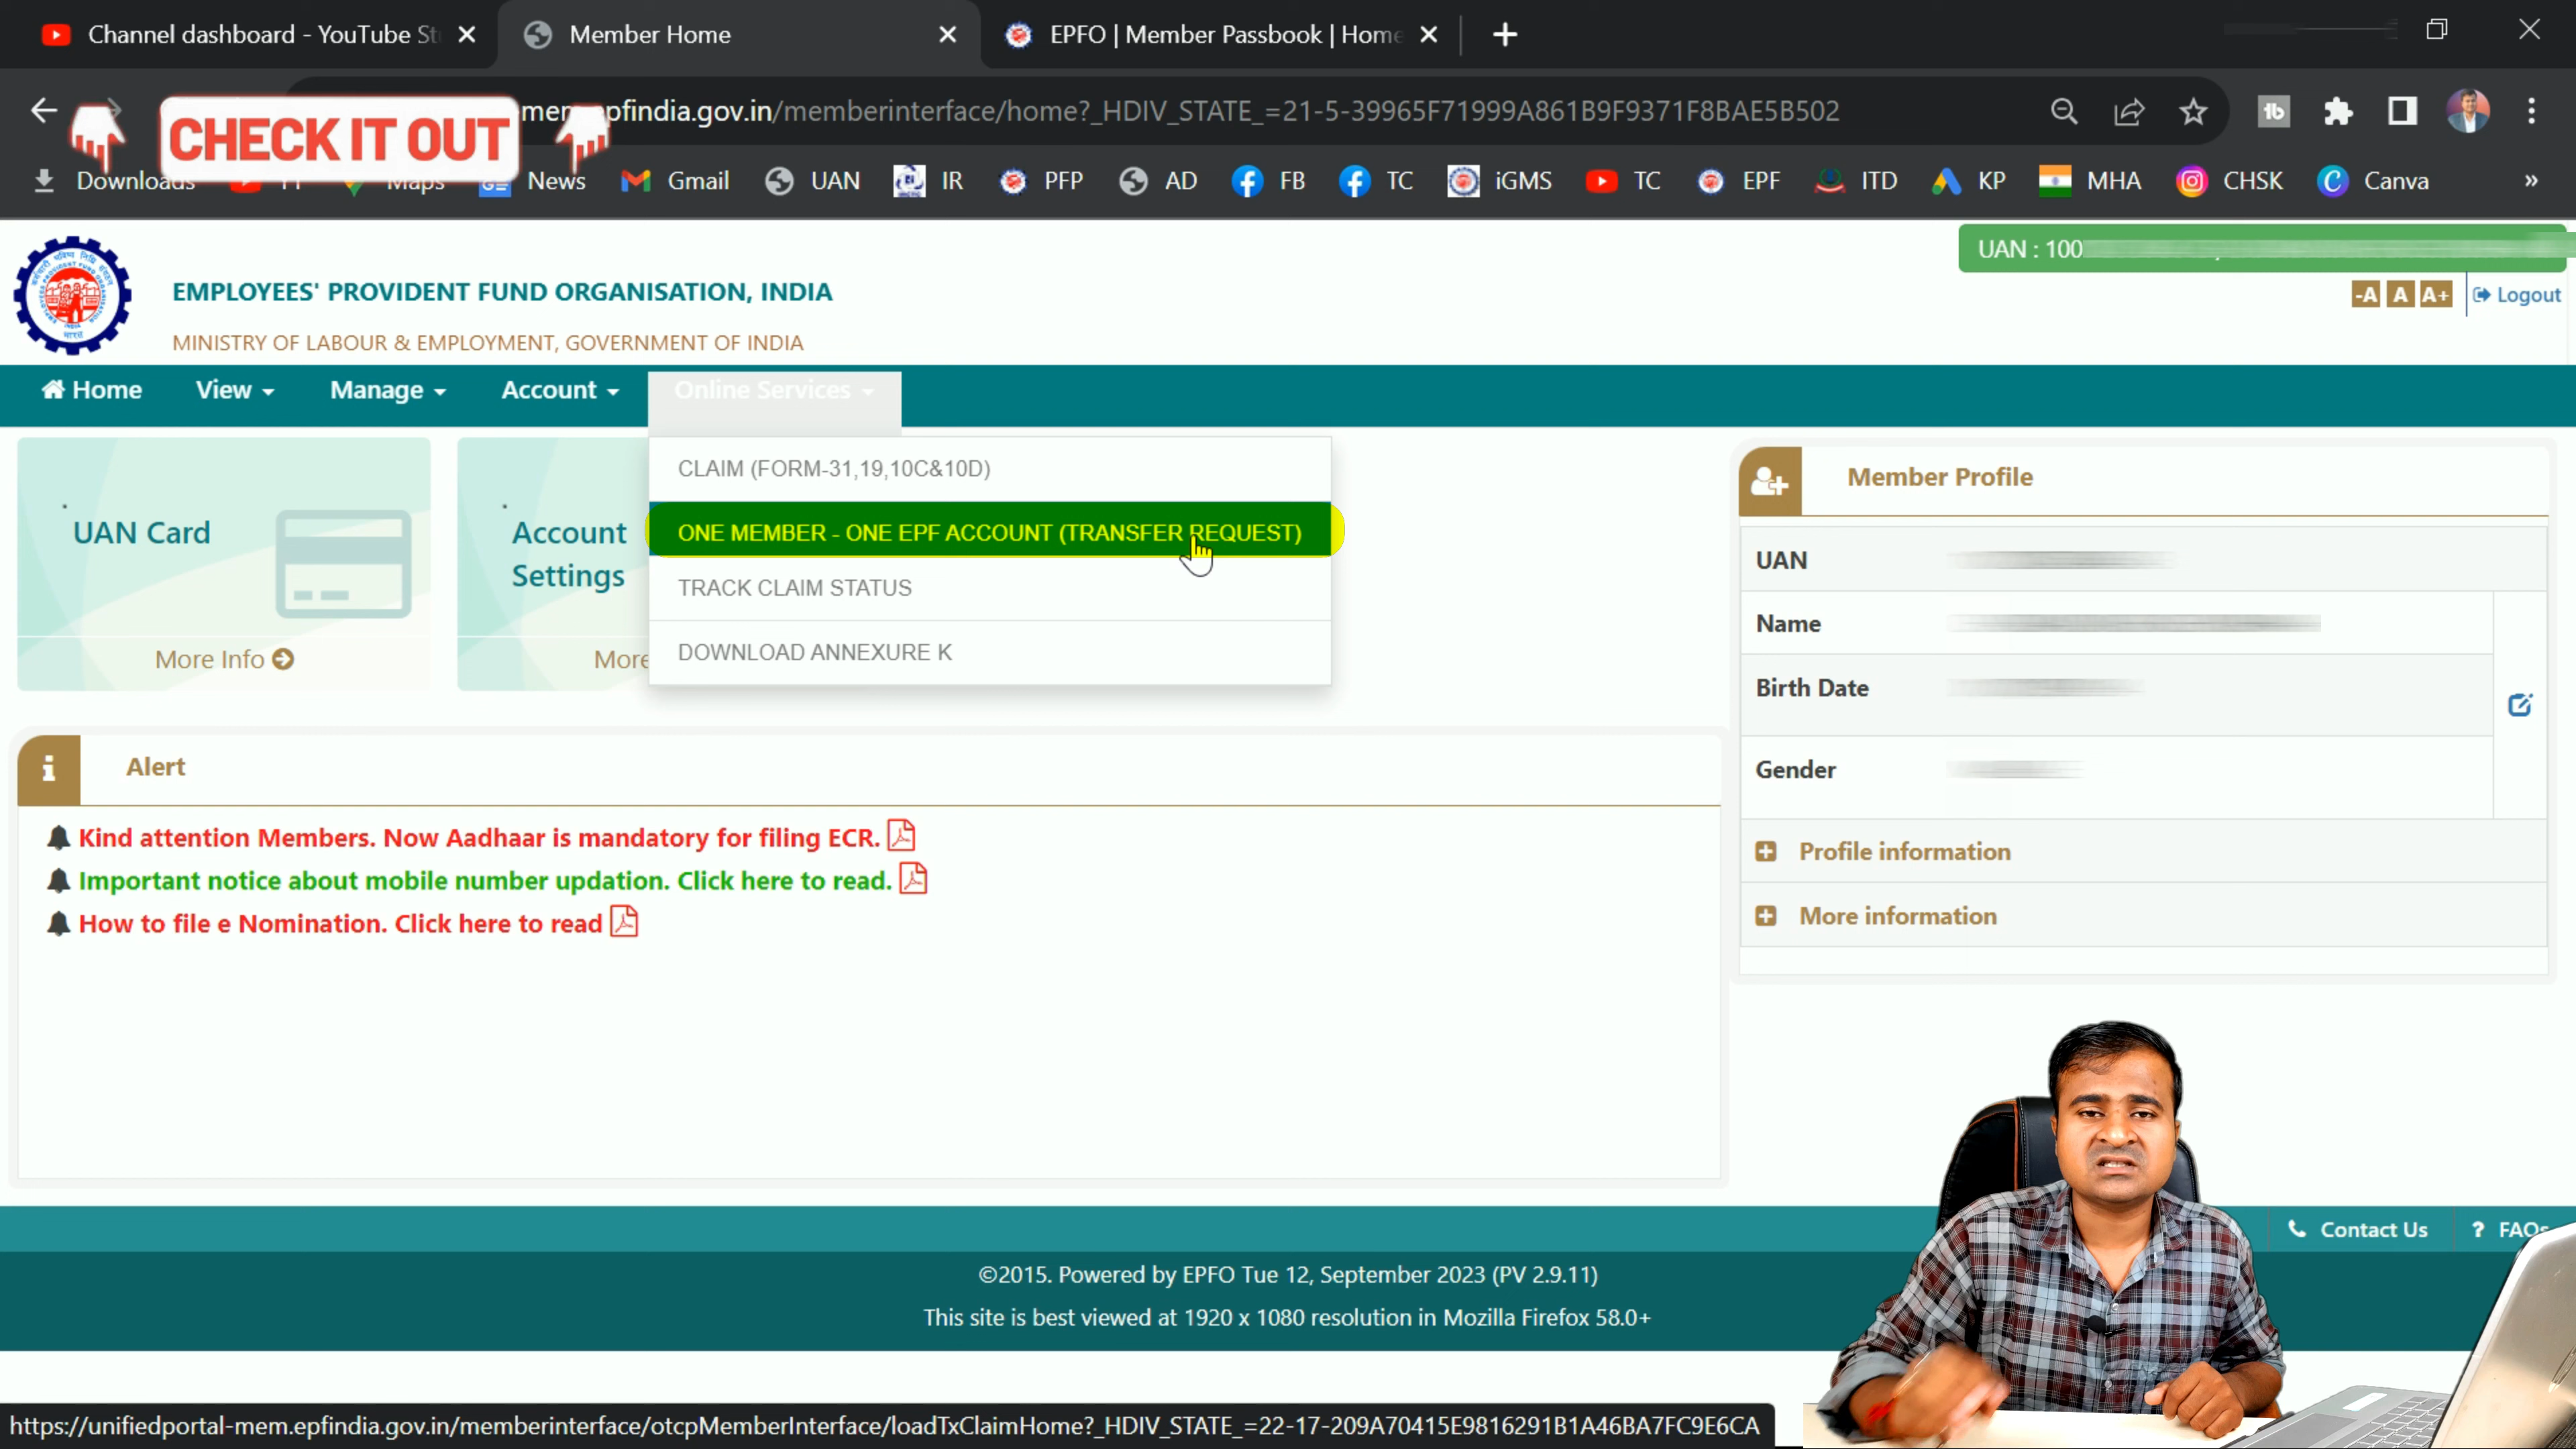 Channel dashboard - YouTube St
Member Home
EPFO | Member Passbook | Home
CHECK IT OUT
pfindia.gov.in/memberinterface/home?_HDIV_STATE_=21-5-39965F71999A861B9F9371F8BAE5B502
Downloads
Maps
News
Gmail
UAN
IR
PFP
AD
FB
TC
iGMS
TC
EPF
ITD
KP
MHA
CHSK
Canva
UAN : 100
EMPLOYEES' PROVIDENT FUND ORGANISATION, INDIA
MINISTRY OF LABOUR & EMPLOYMENT, GOVERNMENT OF INDIA
-A A A+ Logout
Home View Manage Account Online Services
CLAIM (FORM-31,19,10C&10D)
ONE MEMBER - ONE EPF ACCOUNT (TRANSFER REQUEST)
TRACK CLAIM STATUS
DOWNLOAD ANNEXURE K
UAN Card
More Info
Account
Settings
More
Member Profile
UAN
Name
Birth Date
Gender
Profile information
More information
Alert
Kind attention Members. Now Aadhaar is mandatory for filing ECR.
Important notice about mobile number updation. Click here to read.
How to file e Nomination. Click here to read
Contact Us ? FAQs
©2015. Powered by EPFO Tue 12, September 2023 (PV 2.9.11)
This site is best viewed at 1920 x 1080 resolution in Mozilla Firefox 58.0+
https://unifiedportal-mem.epfindia.gov.in/memberinterface/otcpMemberInterface/loadTxClaimHome?_HDIV_STATE_=22-17-209A70415E9816291B1A46BA7FC9E6CA